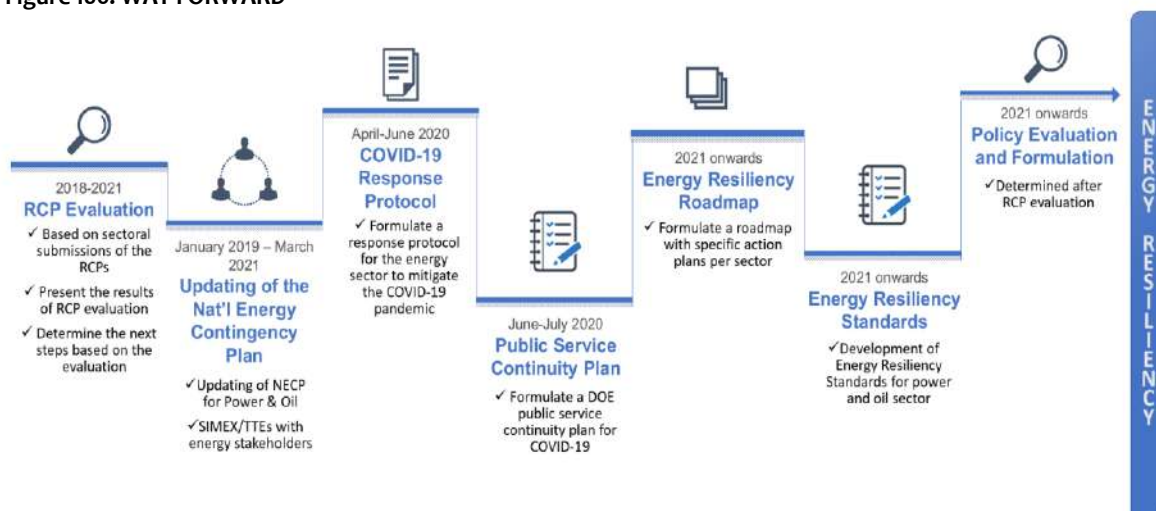 2018-2021
RCP Evaluation
✓ Based on sectoral
submissions of the
RCPs
✓ Present the results
of RCP evaluation
✓ Determine the next
steps based on the
evaluation
January 2019 – March
2021
Updating of the
Nat'l Energy
Contingency
Plan
✓Updating of NECP
for Power & Oil
✓SIMEX/TTEs with
energy stakeholders
April-June 2020
COVID-19
Response
Protocol
✓ Formulate a
response protocol
for the energy
sector to mitigate
the COVID-19
pandemic
June-July 2020
Public Service
Continuity Plan
✓ Formulate a DOE
public service
continuity plan for
COVID-19
2021 onwards
Energy Resiliency
Roadmap
✓ Formulate a roadmap
with specific action
plans per sector
2021 onwards
Energy Resiliency
Standards
✓Development of
Energy Resiliency
Standards for power
and oil sector
2021 onwards
Policy Evaluation
and Formulation
✓Determined after
RCP evaluation
ENERGY RESILIENCY